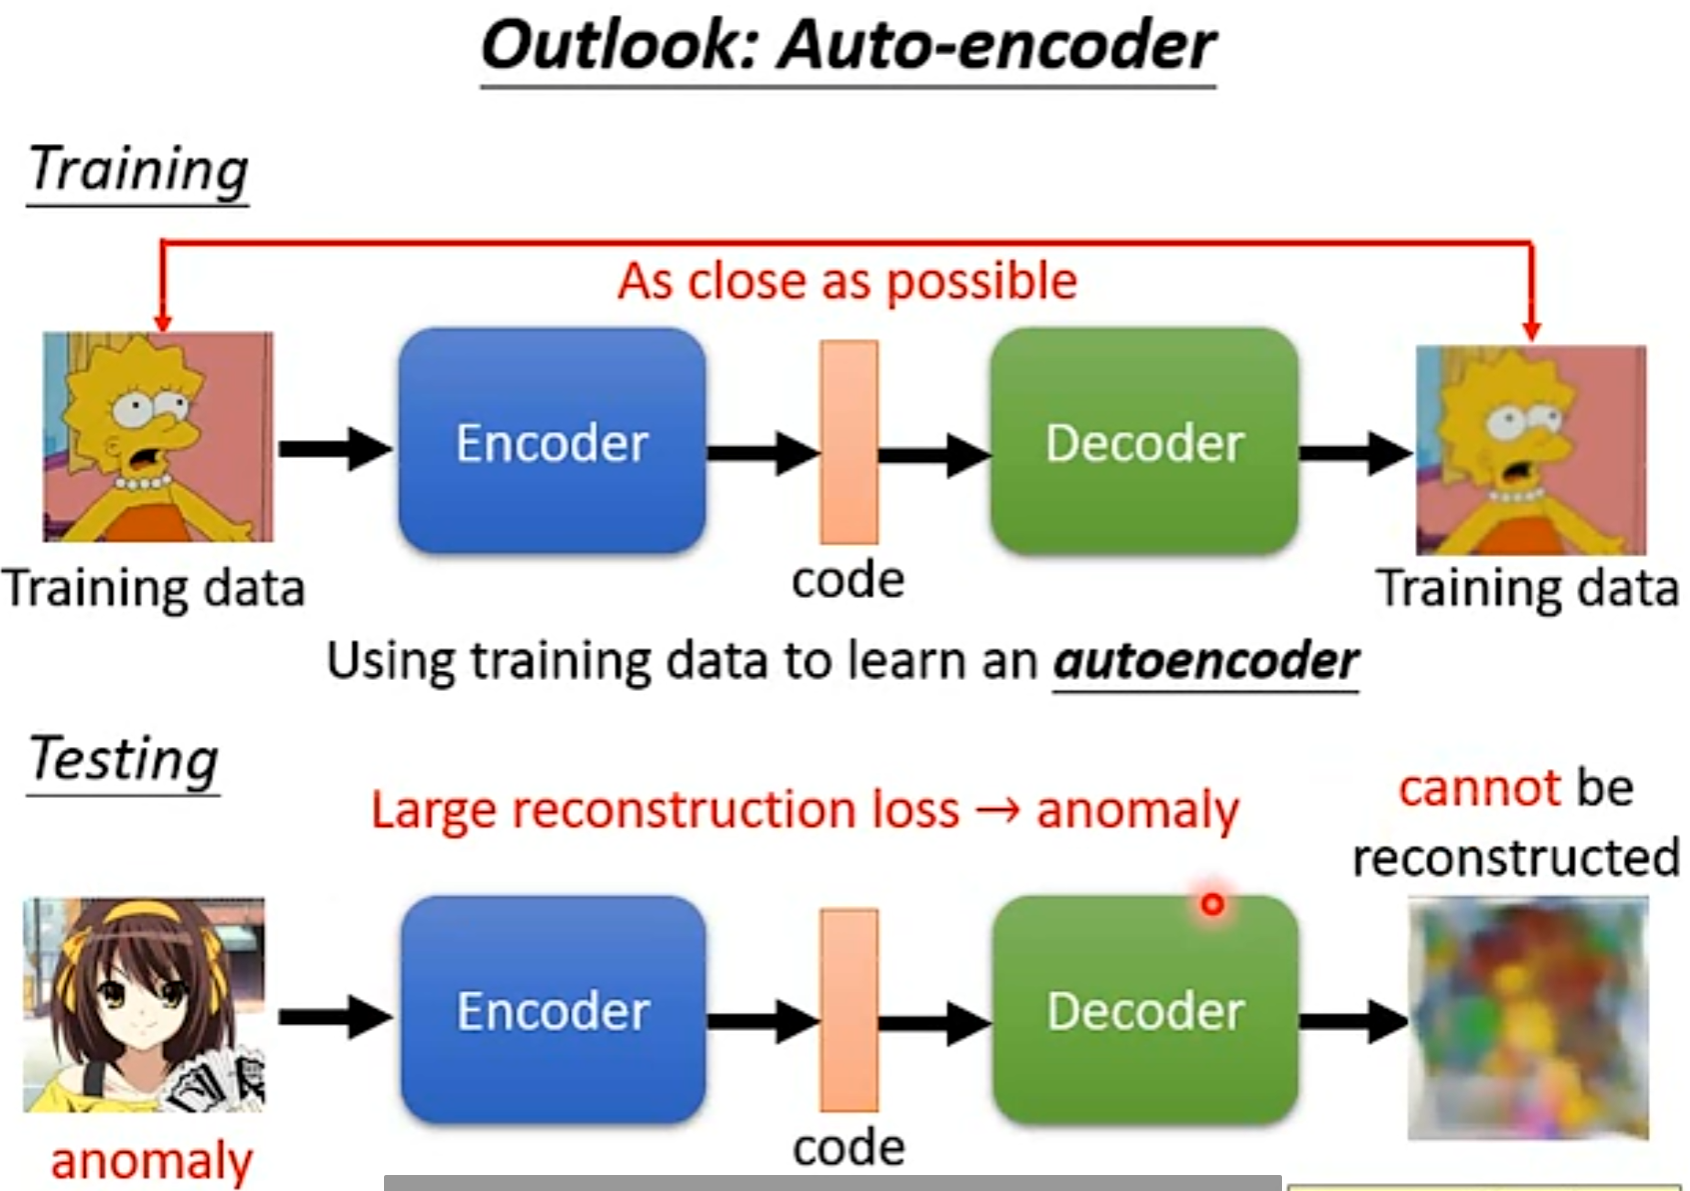 Outlook: Auto-encoder
Training
As close as possible
Encoder
Decoder
Training data
code
Training data
Using training data to learn an autoencoder
Testing
cannot be
Large reconstruction loss → anomaly
reconstructed
Encoder
Decoder
anomaly
code